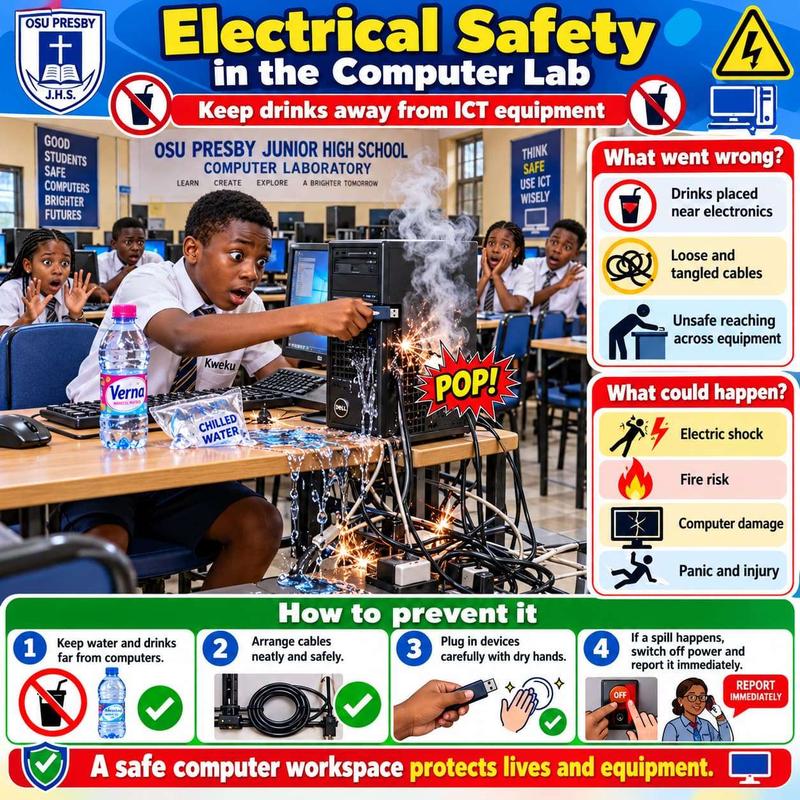 OSU PRESBY
J.H.S.
Electrical Safety
in the Computer Lab
Keep drinks away from ICT equipment
GOOD
STUDENTS
SAFE
COMPUTERS
BRIGHTER
FUTURES
OSU PRESBY JUNIOR HIGH SCHOOL
COMPUTER LABORATORY
LEARN CREATE EXPLORE A BRIGHTER TOMORROW
THINK
SAFE
USE ICT
WISELY
Kweku
Verna
CHILLED
WATER
DELL
POP!
What went wrong?
Drinks placed
near electronics
Loose and
tangled cables
Unsafe reaching
across equipment
What could happen?
Electric shock
Fire risk
Computer damage
Panic and injury
How to prevent it
1
Keep water and drinks
far from computers.
2
Arrange cables
neatly and safely.
3
Plug in devices
carefully with dry hands.
4
If a spill happens,
switch off power and
report it immediately.
OFF
REPORT
IMMEDIATELY
A safe computer workspace protects lives and equipment.